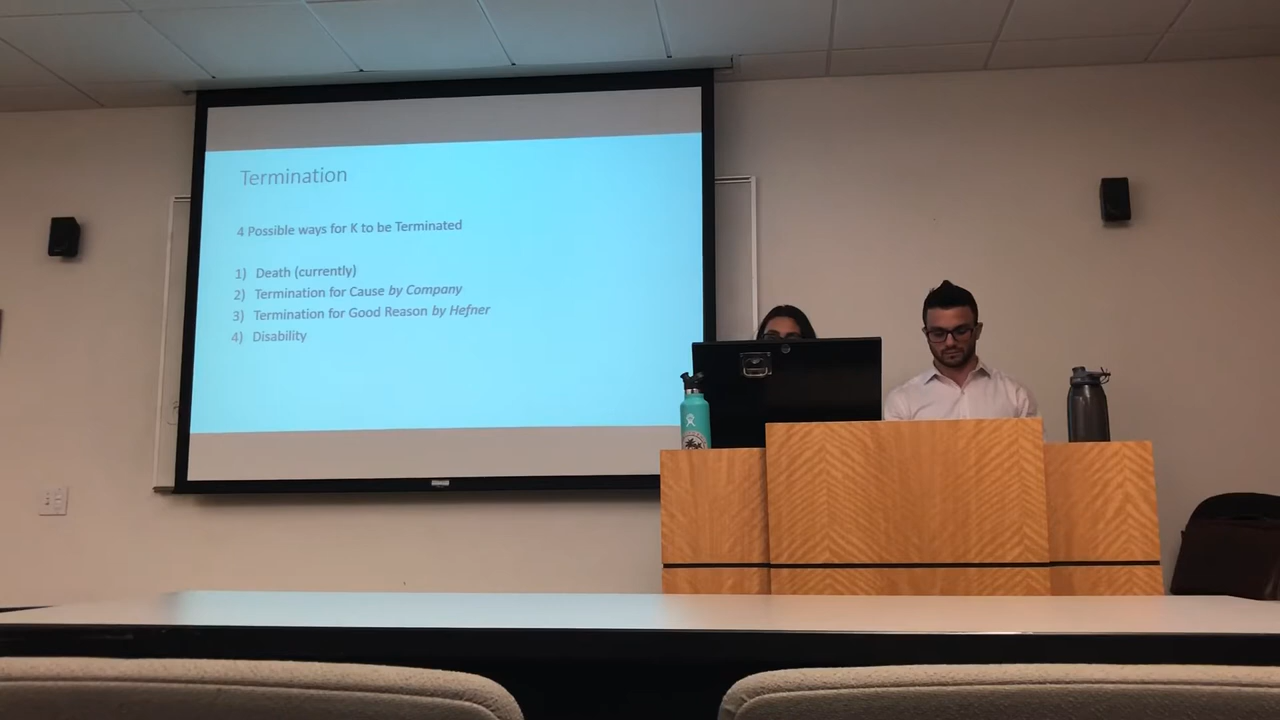 Termination
4 Possible ways for K to be Terminated
1) Death (currently)
2) Termination for Cause by Company
3) Termination for Good Reason by Hefner
4) Disability